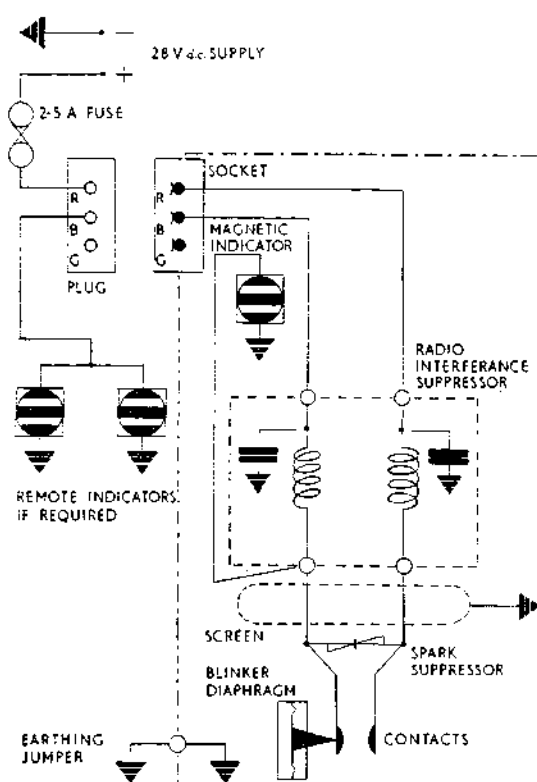 −
28 V d.c. SUPPLY
+
2·5 A FUSE
SOCKET
R
B
G
PLUG
R
B
G
MAGNETIC
INDICATOR
RADIO
INTERFERANCE
SUPPRESSOR
REMOTE INDICATORS
IF REQUIRED
SCREEN
SPARK
SUPPRESSOR
BLINKER
DIAPHRAGM
EARTHING
JUMPER
CONTACTS